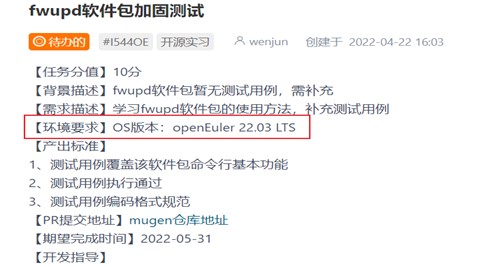 fwupd软件包加固测试
待办的 #I544OE 开源实习 wenjun 创建于 2022-04-22 16:03
【任务分值】10分
【背景描述】fwupd软件包暂无测试用例，需补充
【需求描述】学习fwupd软件包的使用方法，补充测试用例
【环境要求】OS版本：openEuler 22.03 LTS
【产出标准】
1、测试用例覆盖该软件包命令行基本功能
2、测试用例执行通过
3、测试用例编码格式规范
【PR提交地址】mugen仓库地址
【期望完成时间】2022-05-31
【开发指导】